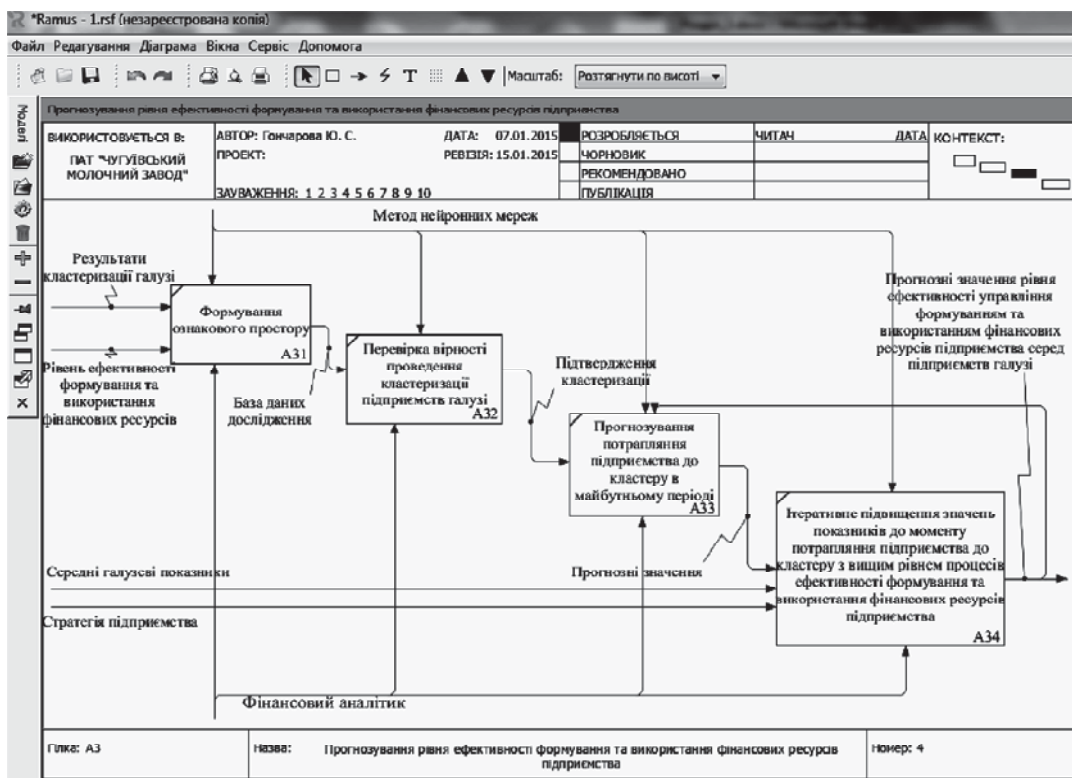 *Ramus - 1.rsf (незареєстрована копія)
Файл Редагування Діаграма Вікна Сервіс Допомога
Масштаб: Розтягнути по висоті
Моделі
Прогнозування рівня ефективності формування та використання фінансових ресурсів підприємства
ВИКОРИСТОВУЄТЬСЯ В:
ПАТ "ЧУГУЇВСЬКИЙ
МОЛОЧНИЙ ЗАВОД"
АВТОР: Гончарова Ю. С.
ДАТА: 07.01.2015
ПРОЕКТ:
РЕВІЗІЯ: 15.01.2015
ЗАУВАЖЕННЯ: 1 2 3 4 5 6 7 8 9 10
РОЗРОБЛЯЄТЬСЯ
ЧОРНОВИК
РЕКОМЕНДОВАНО
ПУБЛІКАЦІЯ
ЧИТАЧ
ДАТА
КОНТЕКСТ:
Метод нейронних мереж
Результати
кластеризації галузі
Рівень ефективності
формування та
використання
фінансових ресурсів
Формування
ознакового простору
A31
База даних
дослідження
Перевірка вірності
проведення
кластеризації
підприємств галузі
A32
Підтвердження
кластеризації
Прогнозування
потрапляння
підприємства до
кластеру в
майбутньому періоді
A33
Прогнозні значення рівня
ефективності управління
формуванням та
використанням фінансових
ресурсів підприємства серед
підприємств галузі
Прогнозні значення
Ітеративне підвищення значень
показників до моменту
потрапляння підприємства до
кластеру з вищим рівнем процесів
ефективності формування та
використання фінансових ресурсів
підприємства
A34
Середні галузеві показники
Стратегія підприємства
Фінансовий аналітик
Гілка: A3
Назва:
Прогнозування рівня ефективності формування та використання фінансових ресурсів
підприємства
Номер: 4